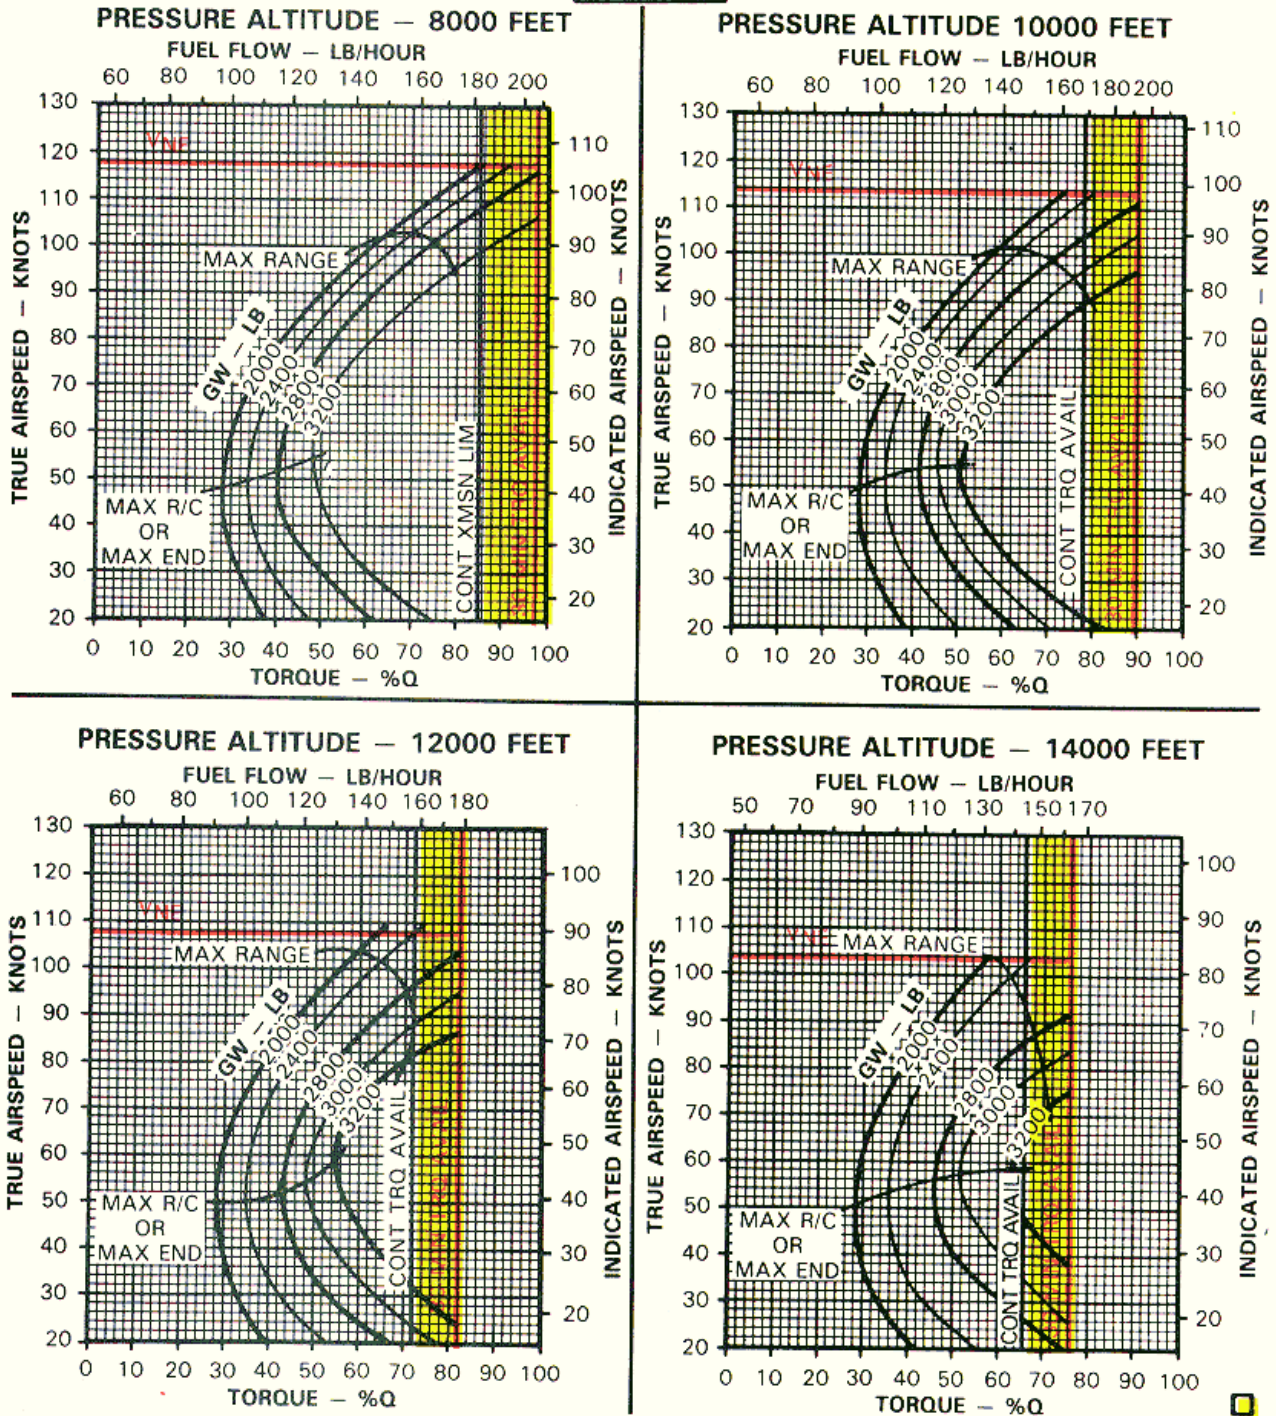 PRESSURE ALTITUDE — 8000 FEET
FUEL FLOW — LB/HOUR
60 80 100 120 140 160 180 200
130
120
110
100
90
80
70
60
50
40
30
20
TRUE AIRSPEED — KNOTS
VNE
MAX RANGE
GW — LB
2000
2400
2800
3200
MAX R/C
OR
MAX END
CONT XMSN LIM
30 MIN TRQ AVAIL
110
100
90
80
70
60
50
40
30
20
INDICATED AIRSPEED — KNOTS
0 10 20 30 40 50 60 70 80 90 100
TORQUE — %Q
PRESSURE ALTITUDE 10000 FEET
FUEL FLOW — LB/HOUR
60 80 100 120 140 160 180 200
130
120
110
100
90
80
70
60
50
40
30
20
TRUE AIRSPEED — KNOTS
VNE
MAX RANGE
GW — LB
2000
2400
2800
3000
3200
MAX R/C
OR
MAX END
CONT TRQ AVAIL
30 MIN TRQ AVAIL
110
100
90
80
70
60
50
40
30
20
INDICATED AIRSPEED — KNOTS
0 10 20 30 40 50 60 70 80 90 100
TORQUE — %Q
PRESSURE ALTITUDE — 12000 FEET
FUEL FLOW — LB/HOUR
60 80 100 120 140 160 180
130
120
110
100
90
80
70
60
50
40
30
20
TRUE AIRSPEED — KNOTS
VNE
MAX RANGE
GW — LB
2000
2400
2800
3000
3200
MAX R/C
OR
MAX END
CONT TRQ AVAIL
100
90
80
70
60
50
40
30
20
INDICATED AIRSPEED — KNOTS
0 10 20 30 40 50 60 70 80 90 100
TORQUE — %Q
PRESSURE ALTITUDE — 14000 FEET
FUEL FLOW — LB/HOUR
50 70 90 110 130 150 170
130
120
110
100
90
80
70
60
50
40
30
20
TRUE AIRSPEED — KNOTS
VNE
MAX RANGE
GW — LB
2000
2400
2800
3000
3200
MAX R/C
OR
MAX END
CONT TRQ AVAIL
100
90
80
70
60
50
40
30
20
INDICATED AIRSPEED — KNOTS
0 10 20 30 40 50 60 70 80 90 100
TORQUE — %Q